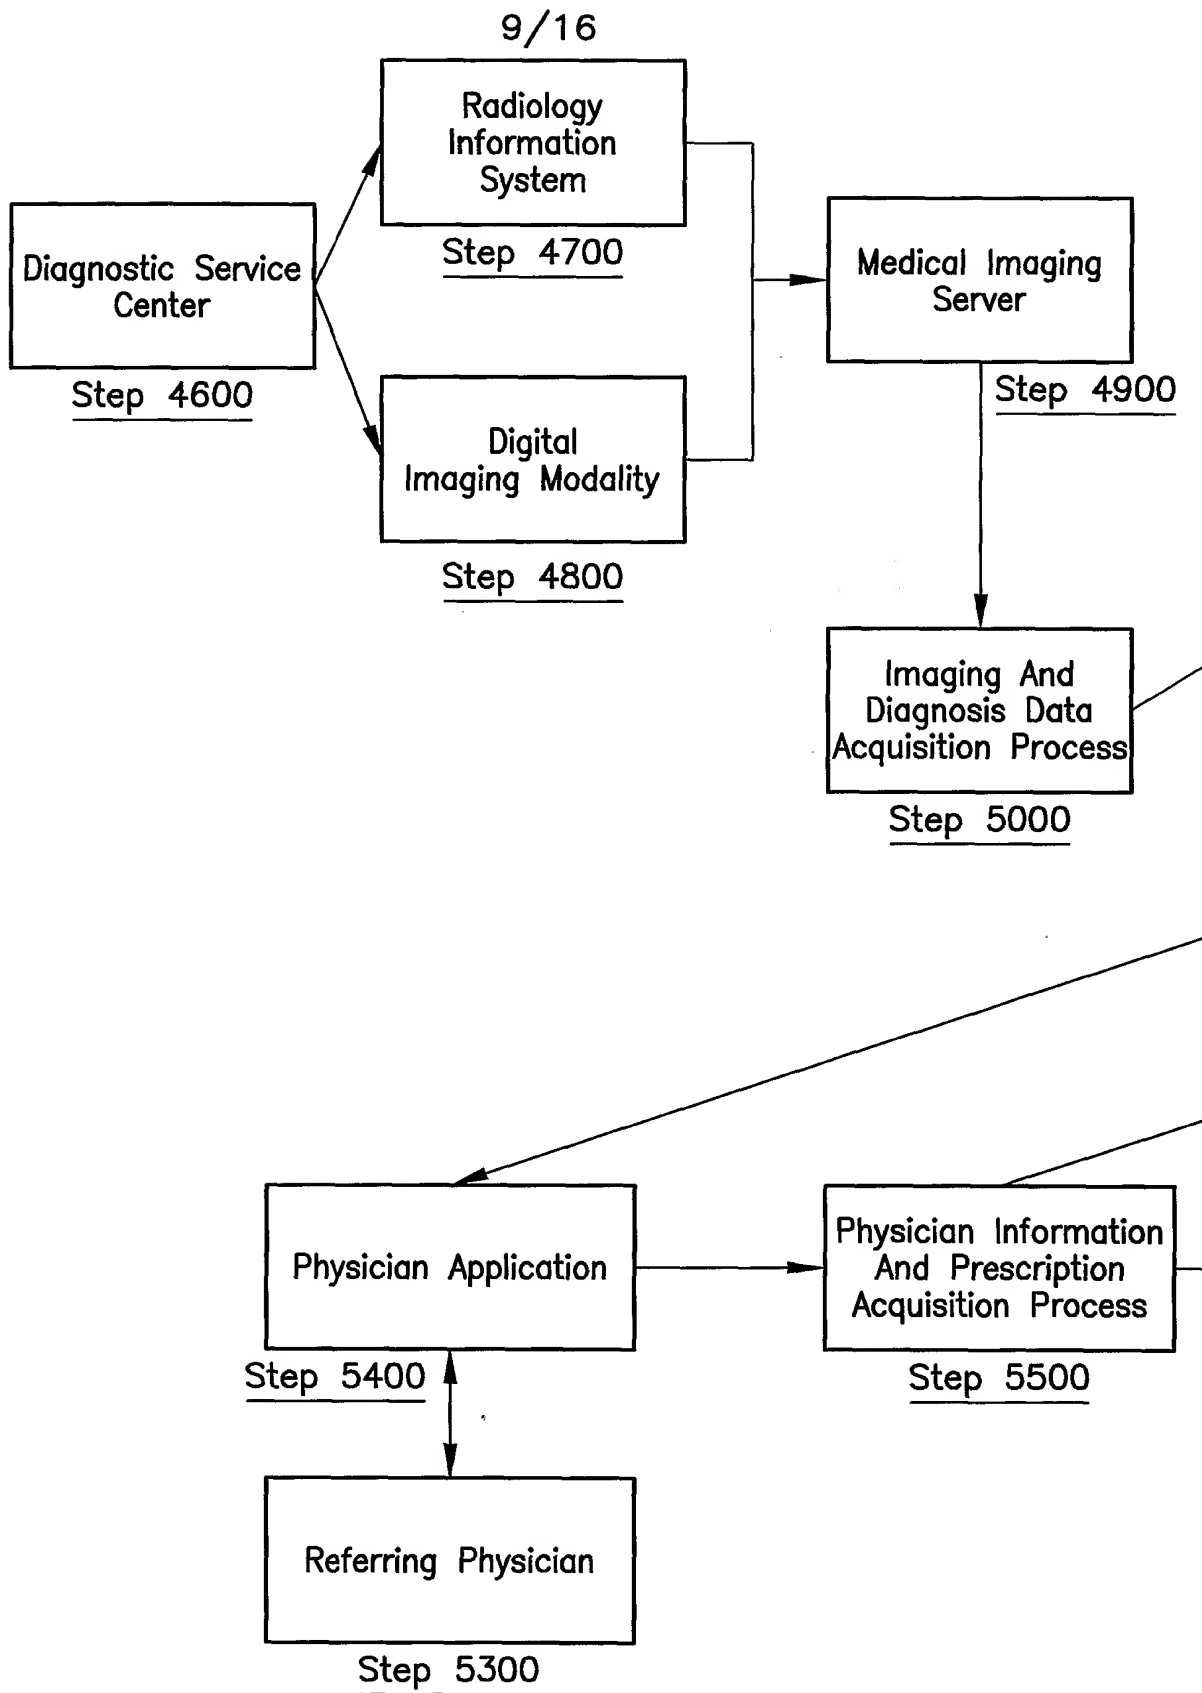 9/16
Radiology
Information
System
Step 4700
Diagnostic Service
Center
Step 4600
Medical Imaging
Server
Step 4900
Digital
Imaging Modality
Step 4800
Imaging And
Diagnosis Data
Acquisition Process
Step 5000
Physician Application
Step 5400
Physician Information
And Prescription
Acquisition Process
Step 5500
Referring Physician
Step 5300